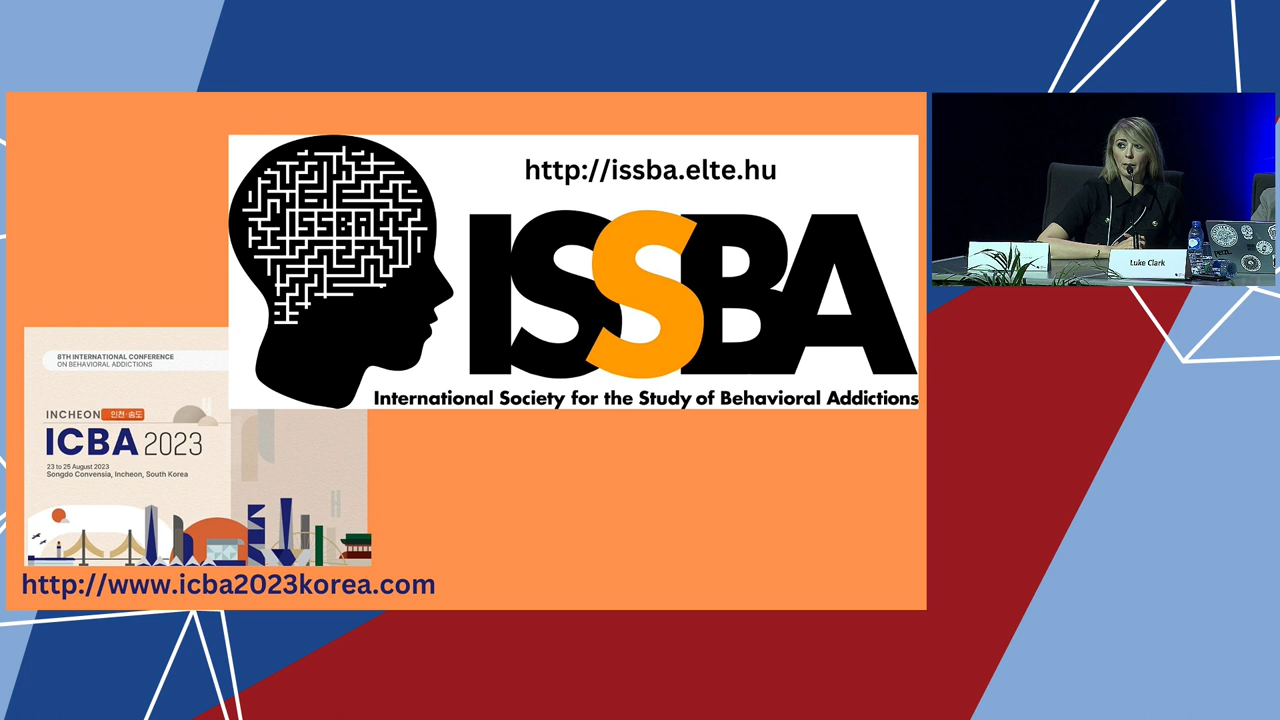 http://issba.elte.hu
ISSBA
ISSBA
International Society for the Study of Behavioral Addictions
8TH INTERNATIONAL CONFERENCE
ON BEHAVIORAL ADDICTIONS
INCHEON 인천·송도
ICBA 2023
23 to 25 August 2023
Songdo Convensia, Incheon, South Korea
http://www.icba2023korea.com
Luke Clark